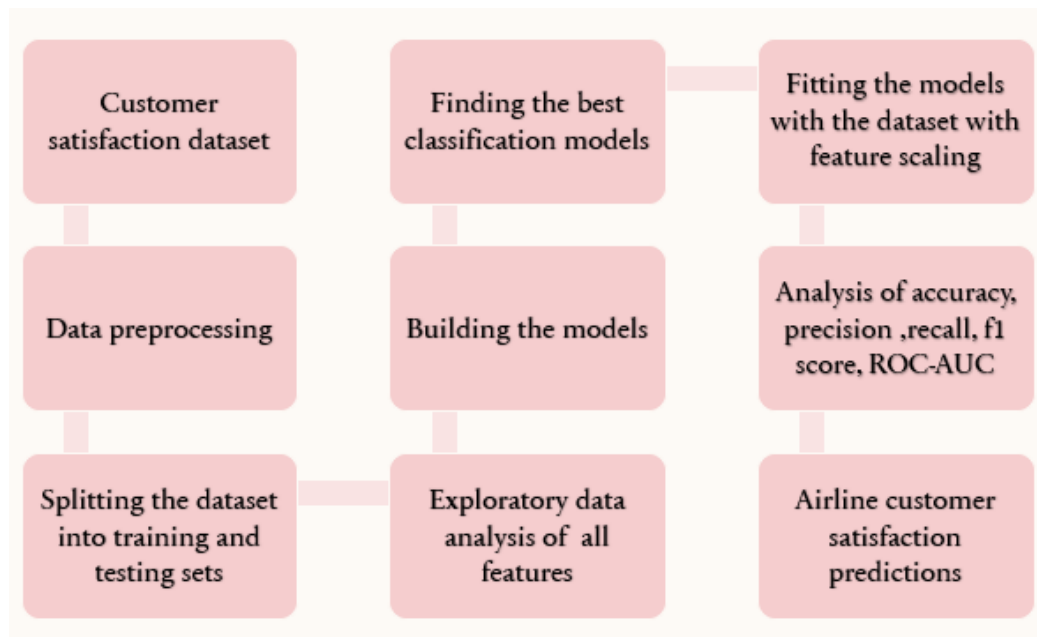 Customer
satisfaction dataset
Data preprocessing
Splitting the dataset
into training and
testing sets
Exploratory data
analysis of all
features
Building the models
Finding the best
classification models
Fitting the models
with the dataset with
feature scaling
Analysis of accuracy,
precision ,recall, f1
score, ROC-AUC
Airline customer
satisfaction
predictions